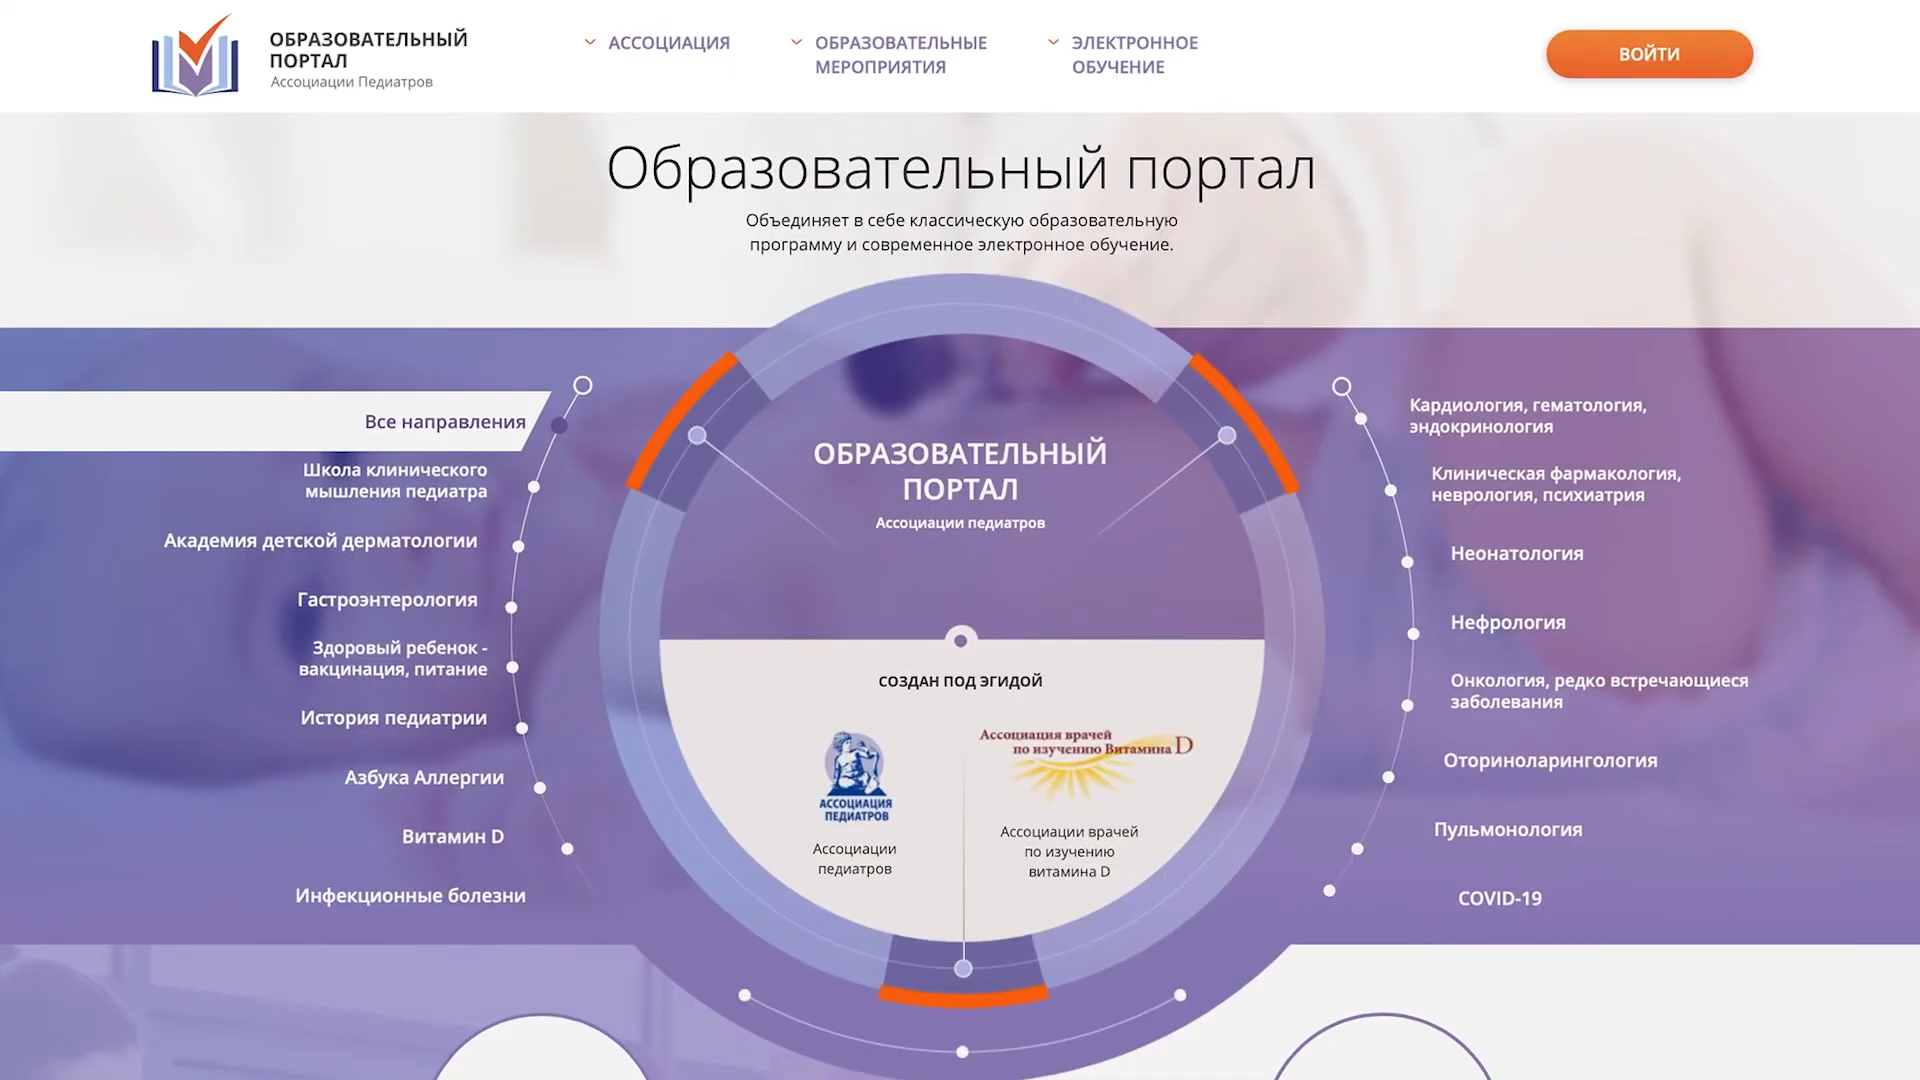 ОБРАЗОВАТЕЛЬНЫЙ
ПОРТАЛ
Ассоциации Педиатров
АССОЦИАЦИЯ
ОБРАЗОВАТЕЛЬНЫЕ
МЕРОПРИЯТИЯ
ЭЛЕКТРОННОЕ
ОБУЧЕНИЕ
ВОЙТИ
Образовательный портал
Объединяет в себе классическую образовательную
программу и современное электронное обучение.
Все направления
Школа клинического
мышления педиатра
Академия детской дерматологии
Гастроэнтерология
Здоровый ребенок -
вакцинация, питание
История педиатрии
Азбука Аллергии
Витамин D
Инфекционные болезни
ОБРАЗОВАТЕЛЬНЫЙ
ПОРТАЛ
Ассоциации педиатров
СОЗДАН ПОД ЭГИДОЙ
АССОЦИАЦИЯ
ПЕДИАТРОВ
Ассоциации
педиатров
Ассоциация врачей
по изучению Витамина D
Ассоциации врачей
по изучению
витамина D
Кардиология, гематология,
эндокринология
Клиническая фармакология,
неврология, психиатрия
Неонатология
Нефрология
Онкология, редко встречающиеся
заболевания
Оториноларингология
Пульмонология
COVID-19